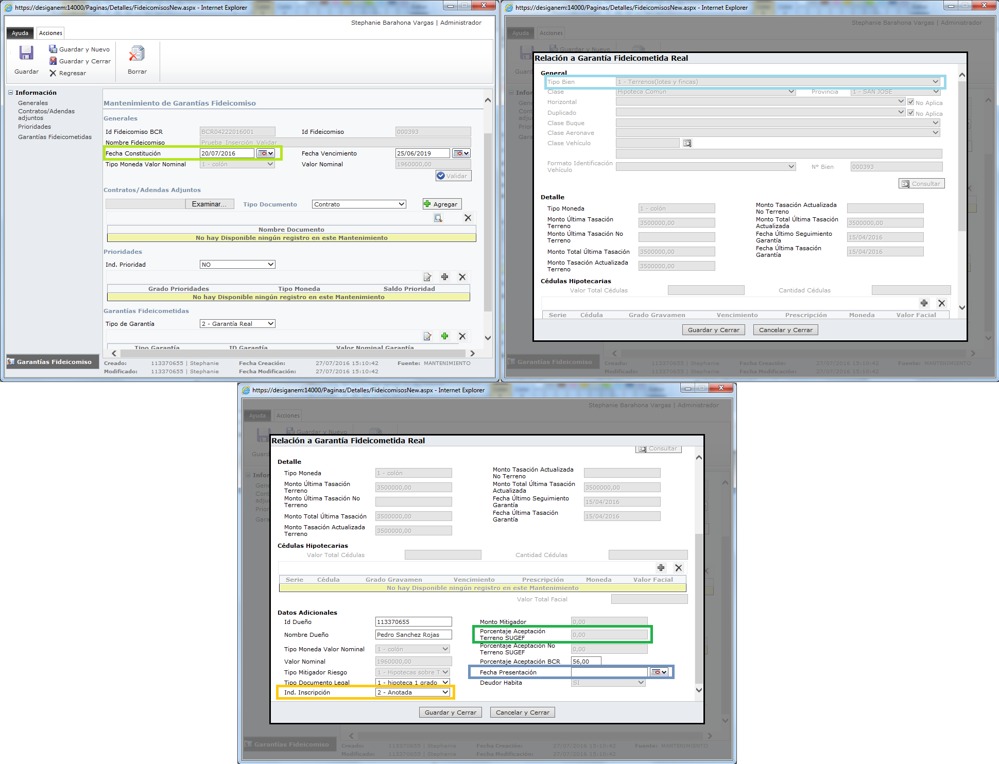 https://desiganem:14000/Paginas/Detalles/FideicomisosNew.aspx - Internet Explorer
Stephanie Barahona Vargas | Administrador
Ayuda Acciones
Guardar
Guardar y Nuevo
Guardar y Cerrar
Regresar
Borrar
Información
Generales
Contratos/Adendas
adjuntos
Prioridades
Garantías Fideicometidas
Mantenimiento de Garantías Fideicomiso
Generales
Id Fideicomiso BCR BCR04222016001 Id Fideicomiso 000393
Nombre Fideicomiso Prueba Inserción Validar
Fecha Constitución 20/07/2016 Fecha Vencimiento 25/06/2019
Tipo Moneda Valor Nominal 1 - colón Valor Nominal 1960000,00
Validar
Contratos/Adendas Adjuntos
Examinar... Tipo Documento Contrato Agregar
Nombre Documento
No hay Disponible ningún registro en este Mantenimiento
Prioridades
Ind. Prioridad NO
Grado Prioridades Tipo Moneda Saldo Prioridad
No hay Disponible ningún registro en este Mantenimiento
Garantías Fideicometidas
Tipo de Garantía 2 - Garantía Real
Tipo Garantía ID Garantía Valor Nominal Garantía
Garantías Fideicomiso
Creado: 113370655 | Stephanie Fecha Creación: 27/07/2016 15:10:42 Fuente: MANTENIMIENTO
Modificado: 113370655 | Stephanie Fecha Modificación: 27/07/2016 15:10:42
https://desiganem:14000/Paginas/Detalles/FideicomisosNew.aspx - Internet Explorer
Stephanie Barahona Vargas | Administrador
Ayuda Acciones
Guardar y Nuevo
Relación a Garantía Fideicometida Real
General
Tipo Bien 1 - Terrenos(lotes y fincas)
Clase Hipoteca Común Provincia 1 - SAN JOSE
Horizontal No Aplica
Duplicado No Aplica
Clase Buque
Clase Aeronave
Clase Vehículo
Formato Identificación
Vehículo N° Bien 000393
Consultar
Detalle
Tipo Moneda 1 - colón Monto Tasación Actualizada
No Terreno
Monto Última Tasación
Terreno 3500000,00 Monto Total Última Tasación
Actualizada 3500000,00
Monto Última Tasación No
Terreno Fecha Último Seguimiento
Garantía 15/04/2016
Monto Total Última Tasación 3500000,00 Fecha Última Tasación
Garantía 15/04/2016
Monto Tasación Actualizada
Terreno 3500000,00
Cédulas Hipotecarias
Valor Total Cédulas Cantidad Cédulas
Serie Cédula Grado Gravamen Vencimiento Prescripción Moneda Valor Facial
Guardar y Cerrar Cancelar y Cerrar
Garantías Fideicomiso
Creado: 113370655 | Stephanie Fecha Creación: 27/07/2016 15:10:42 Fuente: MANTENIMIENTO
Modificado: 113370655 | Stephanie Fecha Modificación: 27/07/2016 15:10:42
https://desiganem:14000/Paginas/Detalles/FideicomisosNew.aspx - Internet Explorer
Stephanie Barahona Vargas | Administrador
Ayuda Acciones
Guardar y Nuevo
Relación a Garantía Fideicometida Real
Consultar
Detalle
Tipo Moneda 1 - colón Monto Tasación Actualizada
No Terreno
Monto Última Tasación
Terreno 3500000,00 Monto Total Última Tasación
Actualizada 3500000,00
Monto Última Tasación No
Terreno Fecha Último Seguimiento
Garantía 15/04/2016
Monto Total Última Tasación 3500000,00 Fecha Última Tasación
Garantía 15/04/2016
Monto Tasación Actualizada
Terreno 3500000,00
Cédulas Hipotecarias
Valor Total Cédulas Cantidad Cédulas
Serie Cédula Grado Gravamen Vencimiento Prescripción Moneda Valor Facial
No hay Disponible ningún registro en este Mantenimiento
Valor Total Facial
Datos Adicionales
Id Dueño 113370655 Monto Mitigador 0,00
Nombre Dueño Pedro Sanchez Rojas Porcentaje Aceptación
Terreno SUGEF 0,00
Tipo Moneda Valor Nominal 1 - colón Porcentaje Aceptación No
Terreno SUGEF 0,00
Valor Nominal 1960000,00 Porcentaje Aceptación BCR 56,00
Tipo Mitigador Riesgo 1 - Hipotecas sobre T Fecha Presentación
Tipo Documento Legal 1 - hipoteca 1 grado Deudor Habita SI
Ind. Inscripción 2 - Anotada
Guardar y Cerrar Cancelar y Cerrar
Garantías Fideicomiso
Creado: 113370655 | Stephanie Fecha Creación: 27/07/2016 15:10:42 Fuente: MANTENIMIENTO
Modificado: 113370655 | Stephanie Fecha Modificación: 27/07/2016 15:10:42